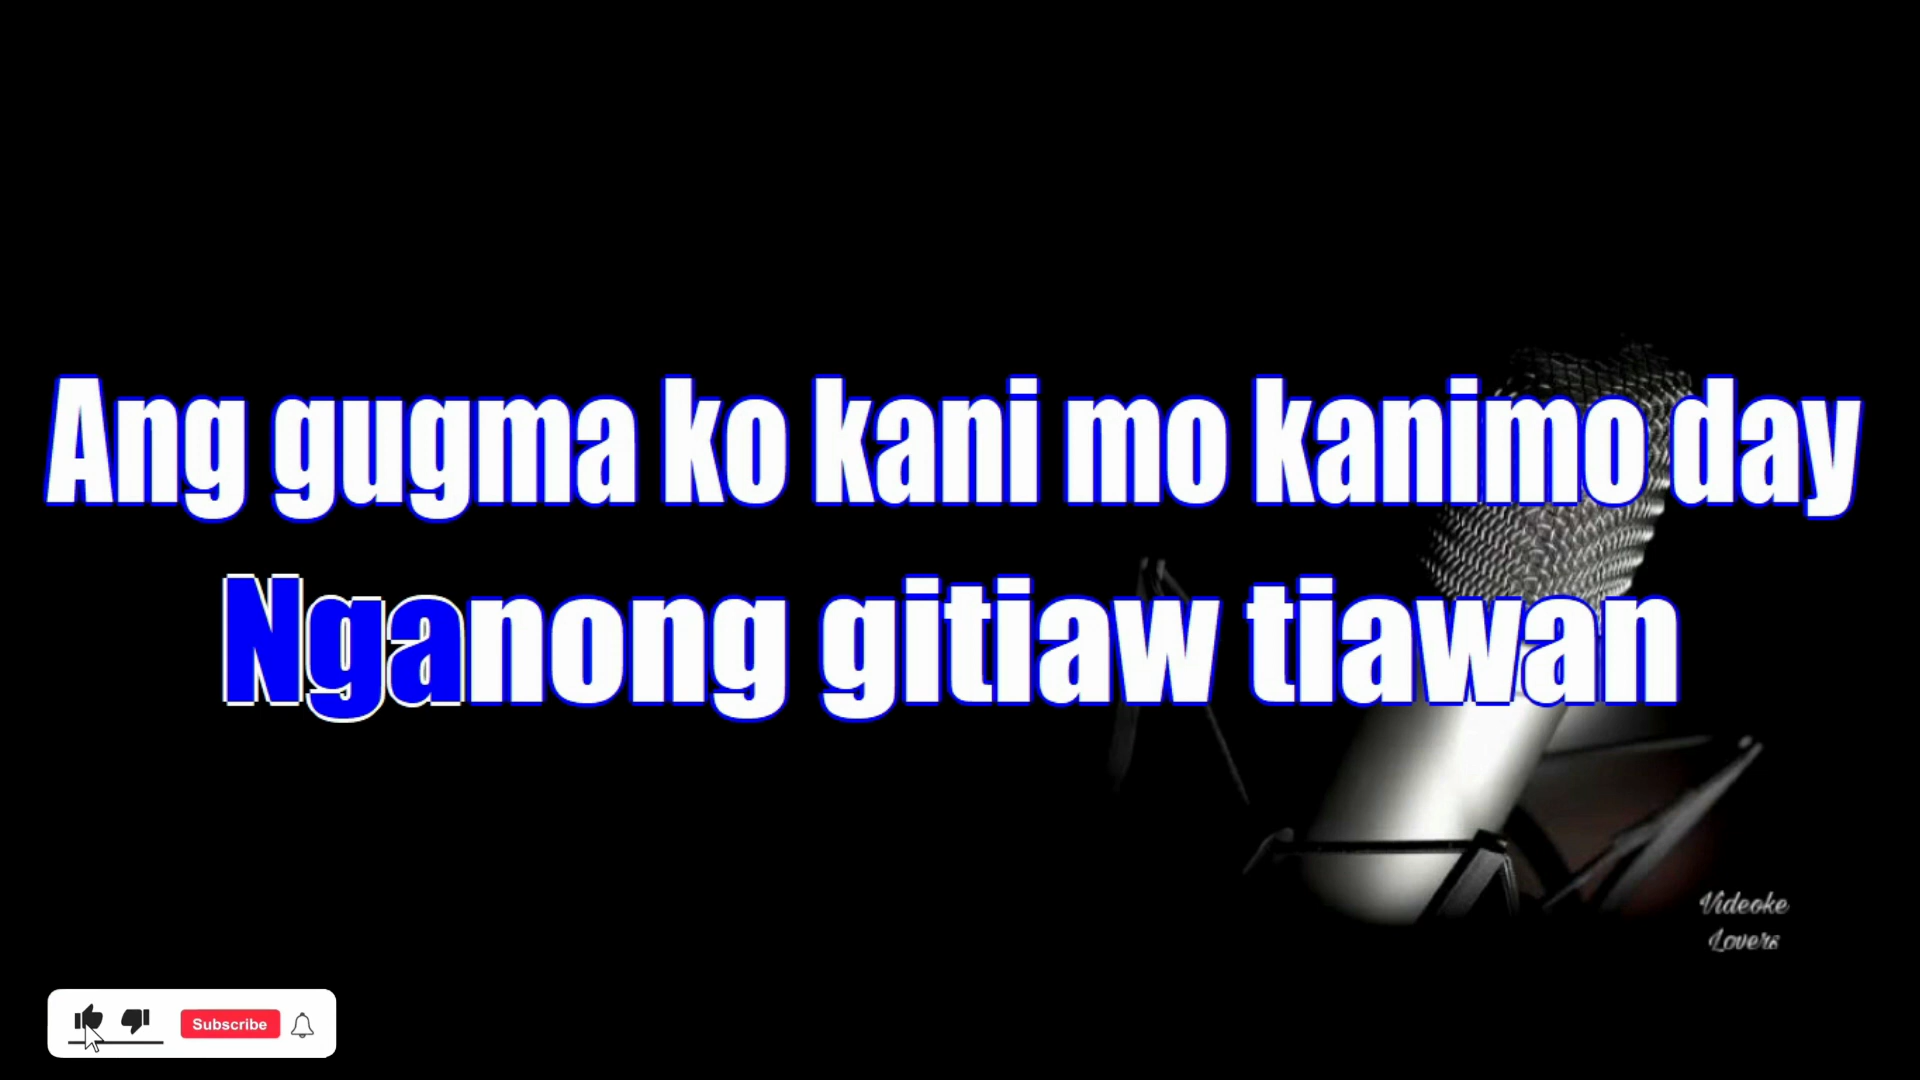 Ang gugma ko kani mo kanimo day
Nganong gitiaw tiawan
Videoke
Lovers
Subscribe